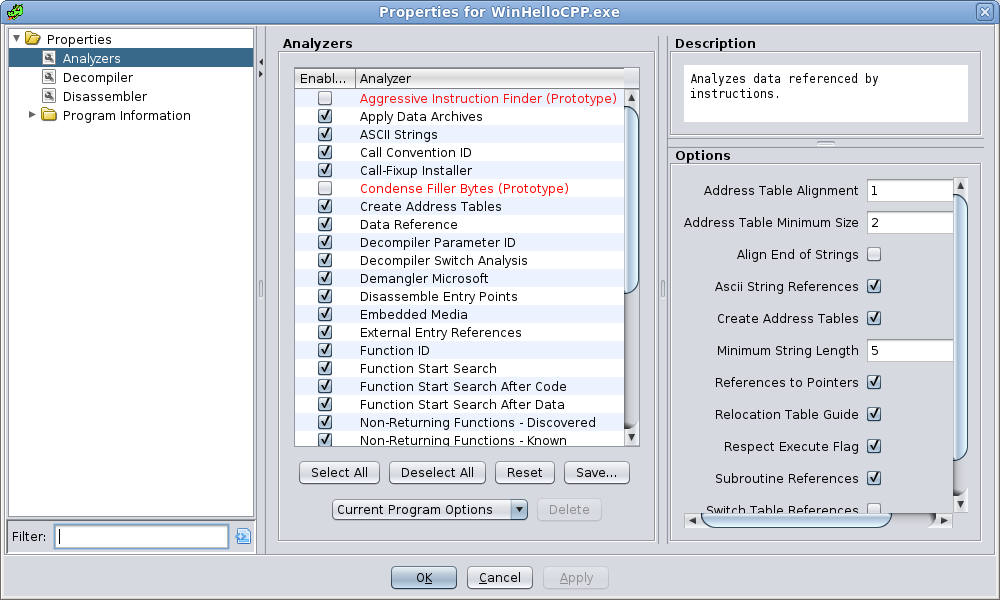 Properties for WinHelloCPP.exe
Properties
Analyzers
Decompiler
Disassembler
Program Information
Filter:
Analyzers
Enabl... Analyzer
Aggressive Instruction Finder (Prototype)
Apply Data Archives
ASCII Strings
Call Convention ID
Call-Fixup Installer
Condense Filler Bytes (Prototype)
Create Address Tables
Data Reference
Decompiler Parameter ID
Decompiler Switch Analysis
Demangler Microsoft
Disassemble Entry Points
Embedded Media
External Entry References
Function ID
Function Start Search
Function Start Search After Code
Function Start Search After Data
Non-Returning Functions - Discovered
Non-Returning Functions - Known
Select All Deselect All Reset Save...
Current Program Options Delete
Description
Analyzes data referenced by
instructions.
Options
Address Table Alignment 1
Address Table Minimum Size 2
Align End of Strings
Ascii String References
Create Address Tables
Minimum String Length 5
References to Pointers
Relocation Table Guide
Respect Execute Flag
Subroutine References
Switch Table References
OK Cancel Apply